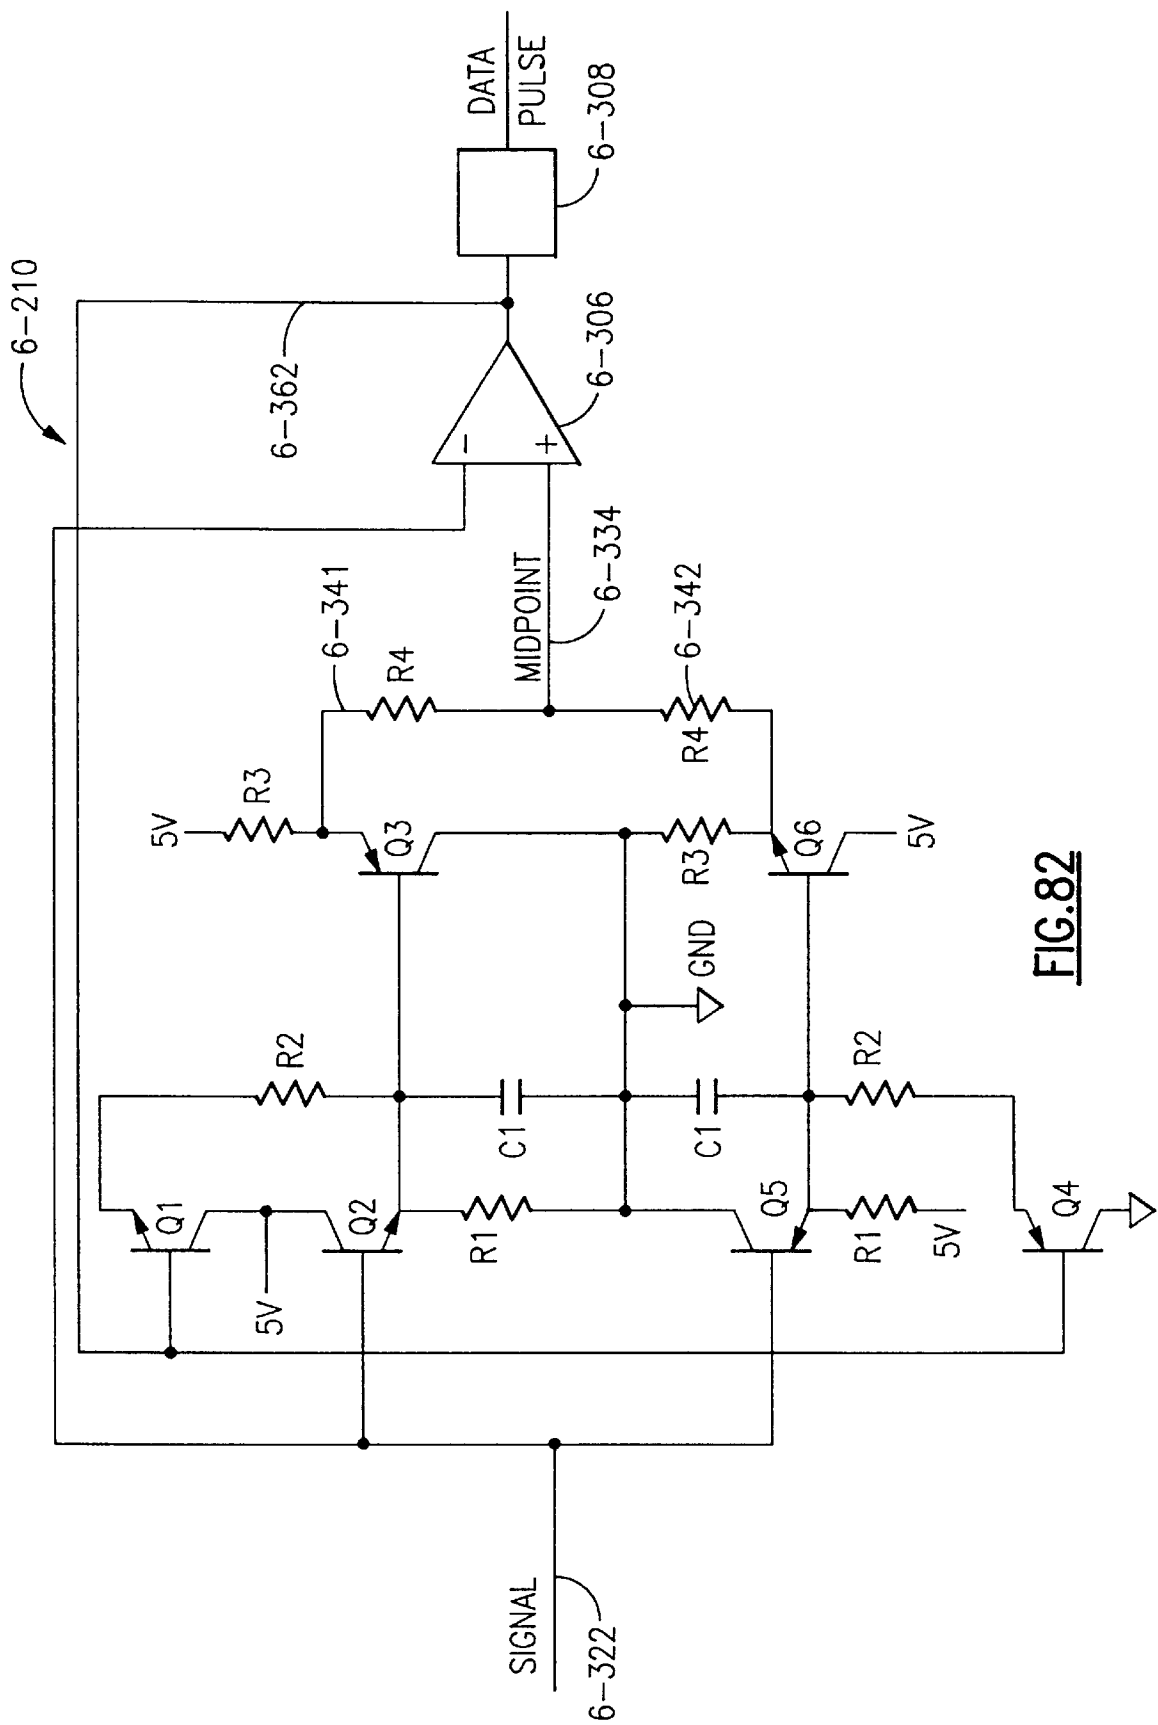 6-210
6-362
DATA
PULSE
6-308
6-306
-
+
MIDPOINT
6-334
6-341
R4
6-342
R4
5V
R3
Q3
R3
Q6
5V
GND
R2
C1
C1
R2
Q1
5V
Q2
R1
Q5
R1
5V
Q4
SIGNAL
6-322
FIG.82